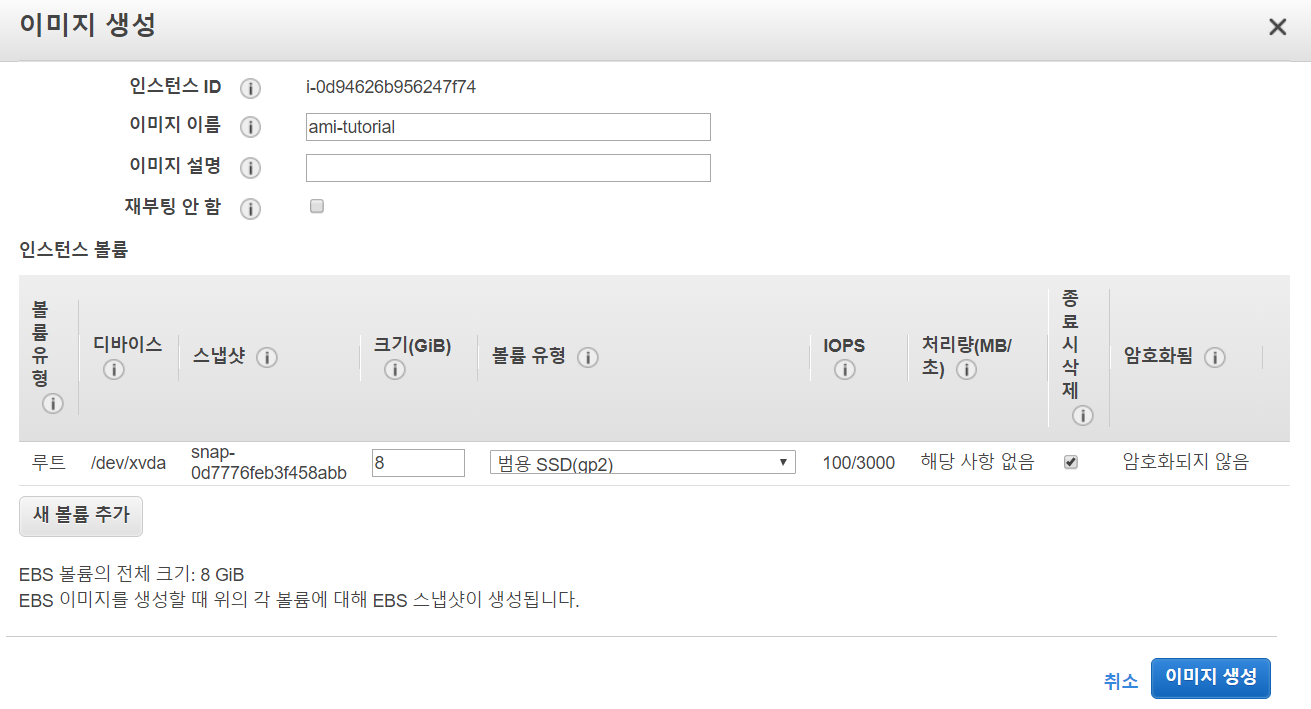 이미지 생성
인스턴스 ID
i-0d94626b956247f74
이미지 이름
ami-tutorial
이미지 설명
재부팅 안 함
인스턴스 볼륨
볼륨 유형
디바이스
스냅샷
크기(GiB)
볼륨 유형
IOPS
처리량(MB/
초)
종료 시 삭제
암호화됨
루트
/dev/xvda
snap-
0d7776feb3f458abb
8
범용 SSD(gp2)
100/3000
해당 사항 없음
암호화되지 않음
새 볼륨 추가
EBS 볼륨의 전체 크기: 8 GiB
EBS 이미지를 생성할 때 위의 각 볼륨에 대해 EBS 스냅샷이 생성됩니다.
취소
이미지 생성